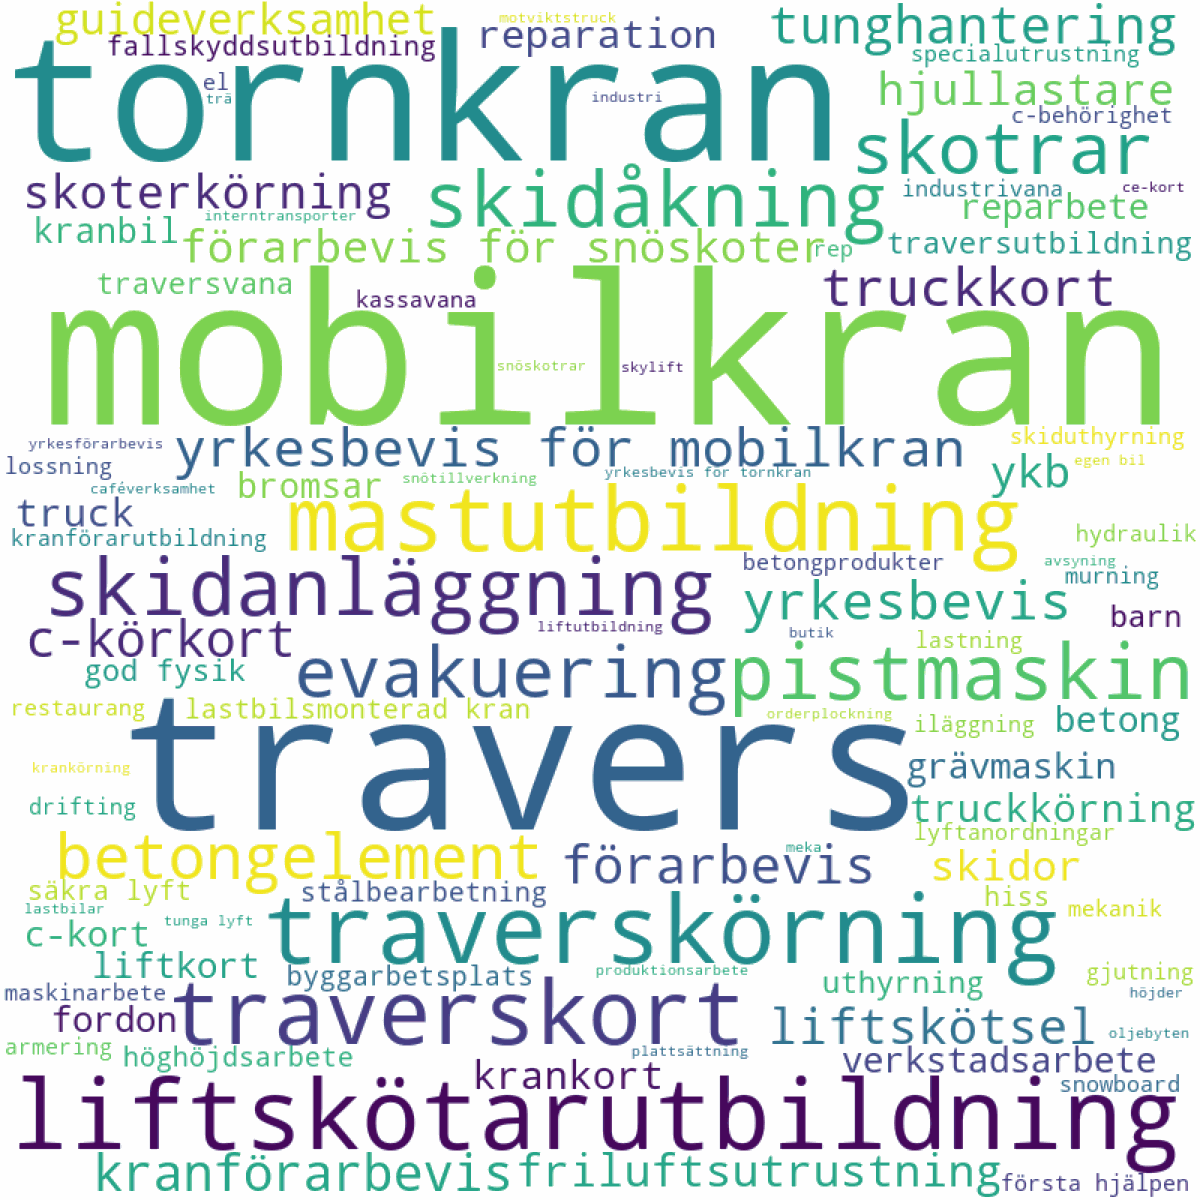 guideverksamhet
motviktstruck
reparation
tunghantering
fallskyddsutbildning
specialutrustning
el
trä
tornkran
industri
hjullastare
c-behörighet
skotrar
skoterkörning
skidåkning
industrivana
ce-kort
reparbete
interntransporter
kranbil
förarbevis för snöskoter
rep
traversutbildning
traversvana
kassavana
truckkort
mobilkran
snöskotrar
skylift
yrkesförarbevis
yrkesbevis för mobilkran
skiduthyrning
lossning
egen bil
ykb
caféverksamhet
bromsar
snötillverkning
yrkesbevis för tornkran
truck
mastutbildning
kranförarutbildning
hydraulik
skidanläggning
betongprodukter
avsyning
murning
yrkesbevis
barn
c-körkort
liftutbildning
butik
lastning
god fysik
evakuering
pistmaskin
restaurang
lastbilsmonterad kran
orderplockning
iläggning
betong
travers
krankörning
grävmaskin
drifting
truckkörning
lyftanordningar
betongelement
förarbevis
meka
skidor
säkra lyft
stålbearbetning
hiss
mekanik
lastbilar
tunga lyft
c-kort
traverskörning
liftkort
byggarbetsplats
produktionsarbete
uthyrning
gjutning
maskinarbete
höjder
fordon
traverskort
liftskötsel
oljebyten
armering
höghöjdsarbete
plattsättning
verkstadsarbete
krankort
snowboard
liftskötarutbildning
kranförarbevis
friluftsutrustning
första hjälpen